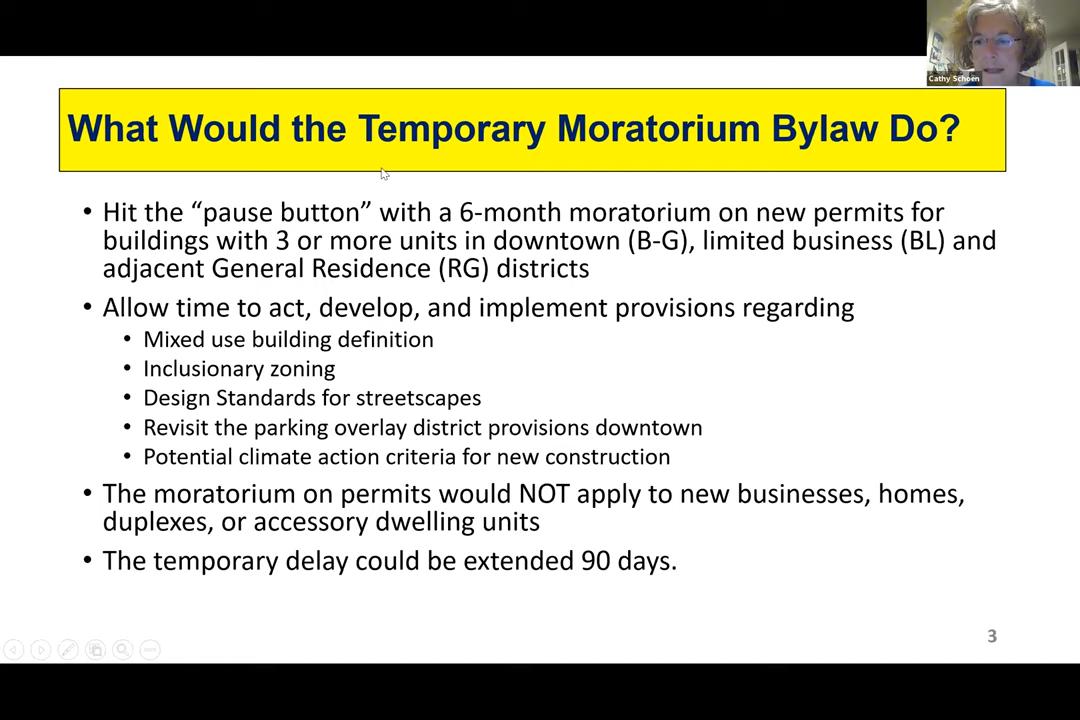 Cathy Schoen
What Would the Temporary Moratorium Bylaw Do?
• Hit the “pause button” with a 6-month moratorium on new permits for
buildings with 3 or more units in downtown (B-G), limited business (BL) and
adjacent General Residence (RG) districts
• Allow time to act, develop, and implement provisions regarding
• Mixed use building definition
• Inclusionary zoning
• Design Standards for streetscapes
• Revisit the parking overlay district provisions downtown
• Potential climate action criteria for new construction
• The moratorium on permits would NOT apply to new businesses, homes,
duplexes, or accessory dwelling units
• The temporary delay could be extended 90 days.
3